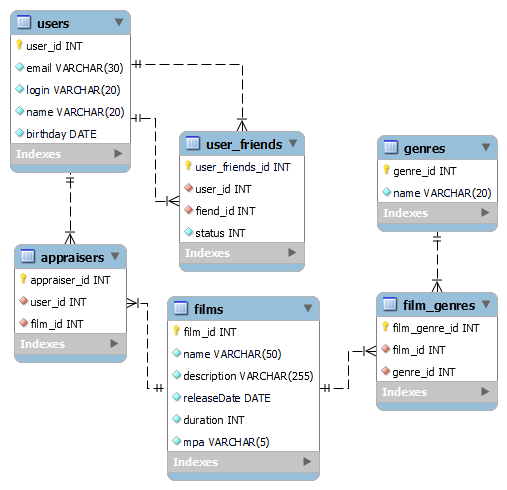 users
user_id INT
email VARCHAR(30)
login VARCHAR(20)
name VARCHAR(20)
birthday DATE
Indexes
user_friends
user_friends_id INT
user_id INT
fiend_id INT
status INT
Indexes
genres
genre_id INT
name VARCHAR(20)
Indexes
appraisers
appraiser_id INT
user_id INT
film_id INT
Indexes
films
film_id INT
name VARCHAR(50)
description VARCHAR(255)
releaseDate DATE
duration INT
mpa VARCHAR(5)
Indexes
film_genres
film_genre_id INT
film_id INT
genre_id INT
Indexes